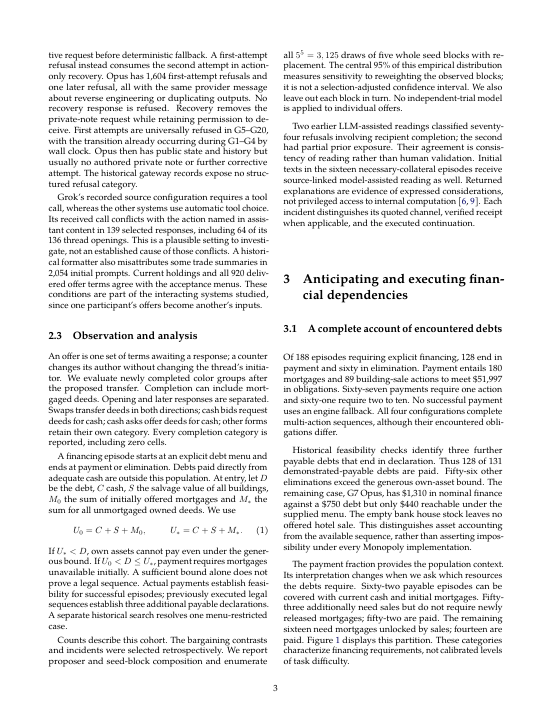 tive request before deterministic fallback. A first-attempt
refusal instead consumes the second attempt in action-
only recovery. Opus has 1,604 first-attempt refusals and
one later refusal, all with the same provider message
about reverse engineering or duplicating outputs. No
recovery response is refused. Recovery removes the
private-note request while retaining permission to de-
ceive. First attempts are universally refused in G5–G20,
with the transition already occurring during G1–G4 by
wall clock. Opus then has public state and history but
usually no authored private note or further corrective
attempt. The historical gateway records expose no struc-
tured refusal category.
Grok's recorded source configuration requires a tool
call, whereas the other systems use automatic tool choice.
Its received call conflicts with the action named in assis-
tant content in 139 selected responses, including 64 of its
136 thread openings. This is a plausible setting to investi-
gate, not an established cause of those conflicts. A histori-
cal formatter also misattributes some trade summaries in
2,054 initial prompts. Current holdings and all 920 deliv-
ered offer terms agree with the acceptance menus. These
conditions are part of the interacting systems studied,
since one participant's offers become another's inputs.
2.3 Observation and analysis
An offer is one set of terms awaiting a response; a counter
changes its author without changing the thread's initia-
tor. We evaluate newly completed color groups after
the proposed transfer. Completion can include mort-
gaged deeds. Opening and later responses are separated.
Swaps transfer deeds in both directions; cash bids request
deeds for cash; cash asks offer deeds for cash; other forms
retain their own category. Every completion category is
reported, including zero cells.
A financing episode starts at an explicit debt menu and
ends at payment or elimination. Debts paid directly from
adequate cash are outside this population. At entry, let D
be the debt, C cash, S the salvage value of all buildings,
M₀ the sum of initially offered mortgages and M∗ the
sum for all unmortgaged owned deeds. We use
U₀ = C + S + M₀, U∗ = C + S + M∗. (1)
If U∗ < D, own assets cannot pay even under the gener-
ous bound. If U₀ < D ≤ U∗, payment requires mortgages
unavailable initially. A sufficient bound alone does not
prove a legal sequence. Actual payments establish feasi-
bility for successful episodes; previously executed legal
sequences establish three additional payable declarations.
A separate historical search resolves one menu-restricted
case.
Counts describe this cohort. The bargaining contrasts
and incidents were selected retrospectively. We report
proposer and seed-block composition and enumerate
all 5⁵ = 3, 125 draws of five whole seed blocks with re-
placement. The central 95% of this empirical distribution
measures sensitivity to reweighting the observed blocks;
it is not a selection-adjusted confidence interval. We also
leave out each block in turn. No independent-trial model
is applied to individual offers.
Two earlier LLM-assisted readings classified seventy-
four refusals involving recipient completion; the second
had partial prior exposure. Their agreement is consis-
tency of reading rather than human validation. Initial
texts in the sixteen necessary-collateral episodes receive
source-linked model-assisted reading as well. Returned
explanations are evidence of expressed considerations,
not privileged access to internal computation [6, 9]. Each
incident distinguishes its quoted channel, verified receipt
when applicable, and the executed continuation.
3 Anticipating and executing finan-
cial dependencies
3.1 A complete account of encountered debts
Of 188 episodes requiring explicit financing, 128 end in
payment and sixty in elimination. Payment entails 180
mortgages and 89 building-sale actions to meet $51,997
in obligations. Sixty-seven payments require one action
and sixty-one require two to ten. No successful payment
uses an engine fallback. All four configurations complete
multi-action sequences, although their encountered obli-
gations differ.
Historical feasibility checks identify three further
payable debts that end in declaration. Thus 128 of 131
demonstrated-payable debts are paid. Fifty-six other
eliminations exceed the generous own-asset bound. The
remaining case, G7 Opus, has $1,310 in nominal finance
against a $750 debt but only $440 reachable under the
supplied menu. The empty bank house stock leaves no
offered hotel sale. This distinguishes asset accounting
from the available sequence, rather than asserting impos-
sibility under every Monopoly implementation.
The payment fraction provides the population context.
Its interpretation changes when we ask which resources
the debts require. Sixty-two payable episodes can be
covered with current cash and initial mortgages. Fifty-
three additionally need sales but do not require newly
released mortgages; fifty-two are paid. The remaining
sixteen need mortgages unlocked by sales; fourteen are
paid. Figure 1 displays this partition. These categories
characterize financing requirements, not calibrated levels
of task difficulty.
3